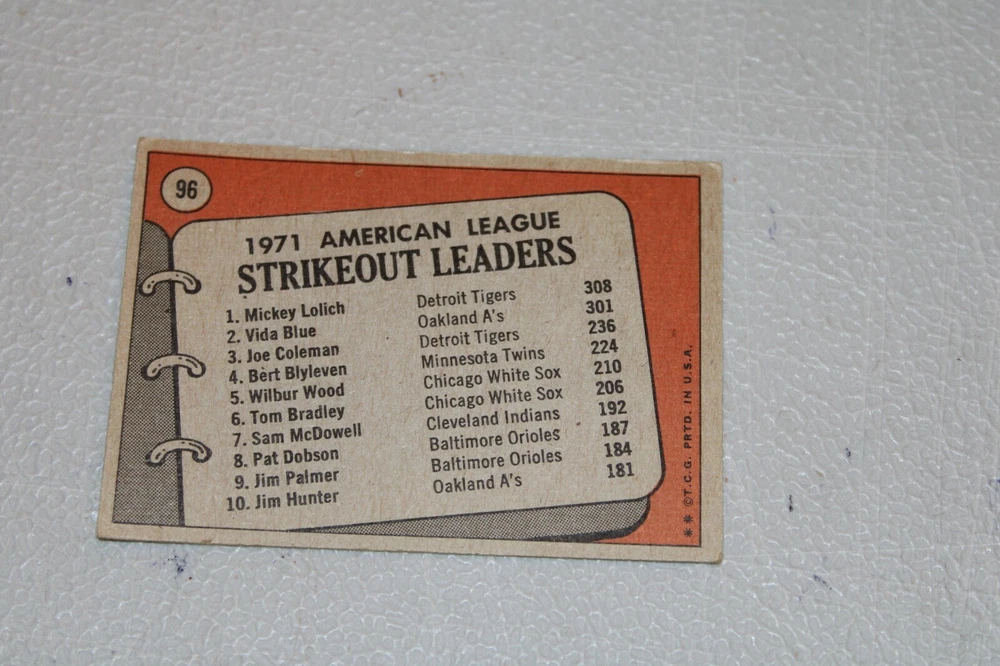 96
1971 AMERICAN LEAGUE
STRIKEOUT LEADERS
1. Mickey Lolich Detroit Tigers 308
2. Vida Blue Oakland A's 301
3. Joe Coleman Detroit Tigers 236
4. Bert Blyleven Minnesota Twins 224
5. Wilbur Wood Chicago White Sox 210
6. Tom Bradley Chicago White Sox 206
7. Sam McDowell Cleveland Indians 192
8. Pat Dobson Baltimore Orioles 187
9. Jim Palmer Baltimore Orioles 184
10. Jim Hunter Oakland A's 181
** ©T.C.G. PRTD. IN U.S.A.